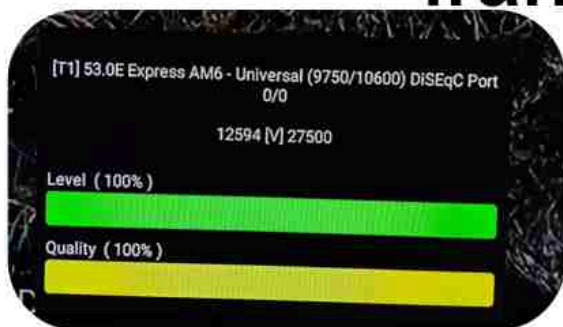 [T1] 53.0E Express AM6 - Universal (9750/10600) DiSEqC Port
0/0
12594 [V] 27500
Level ( 100% )
Quality ( 100% )